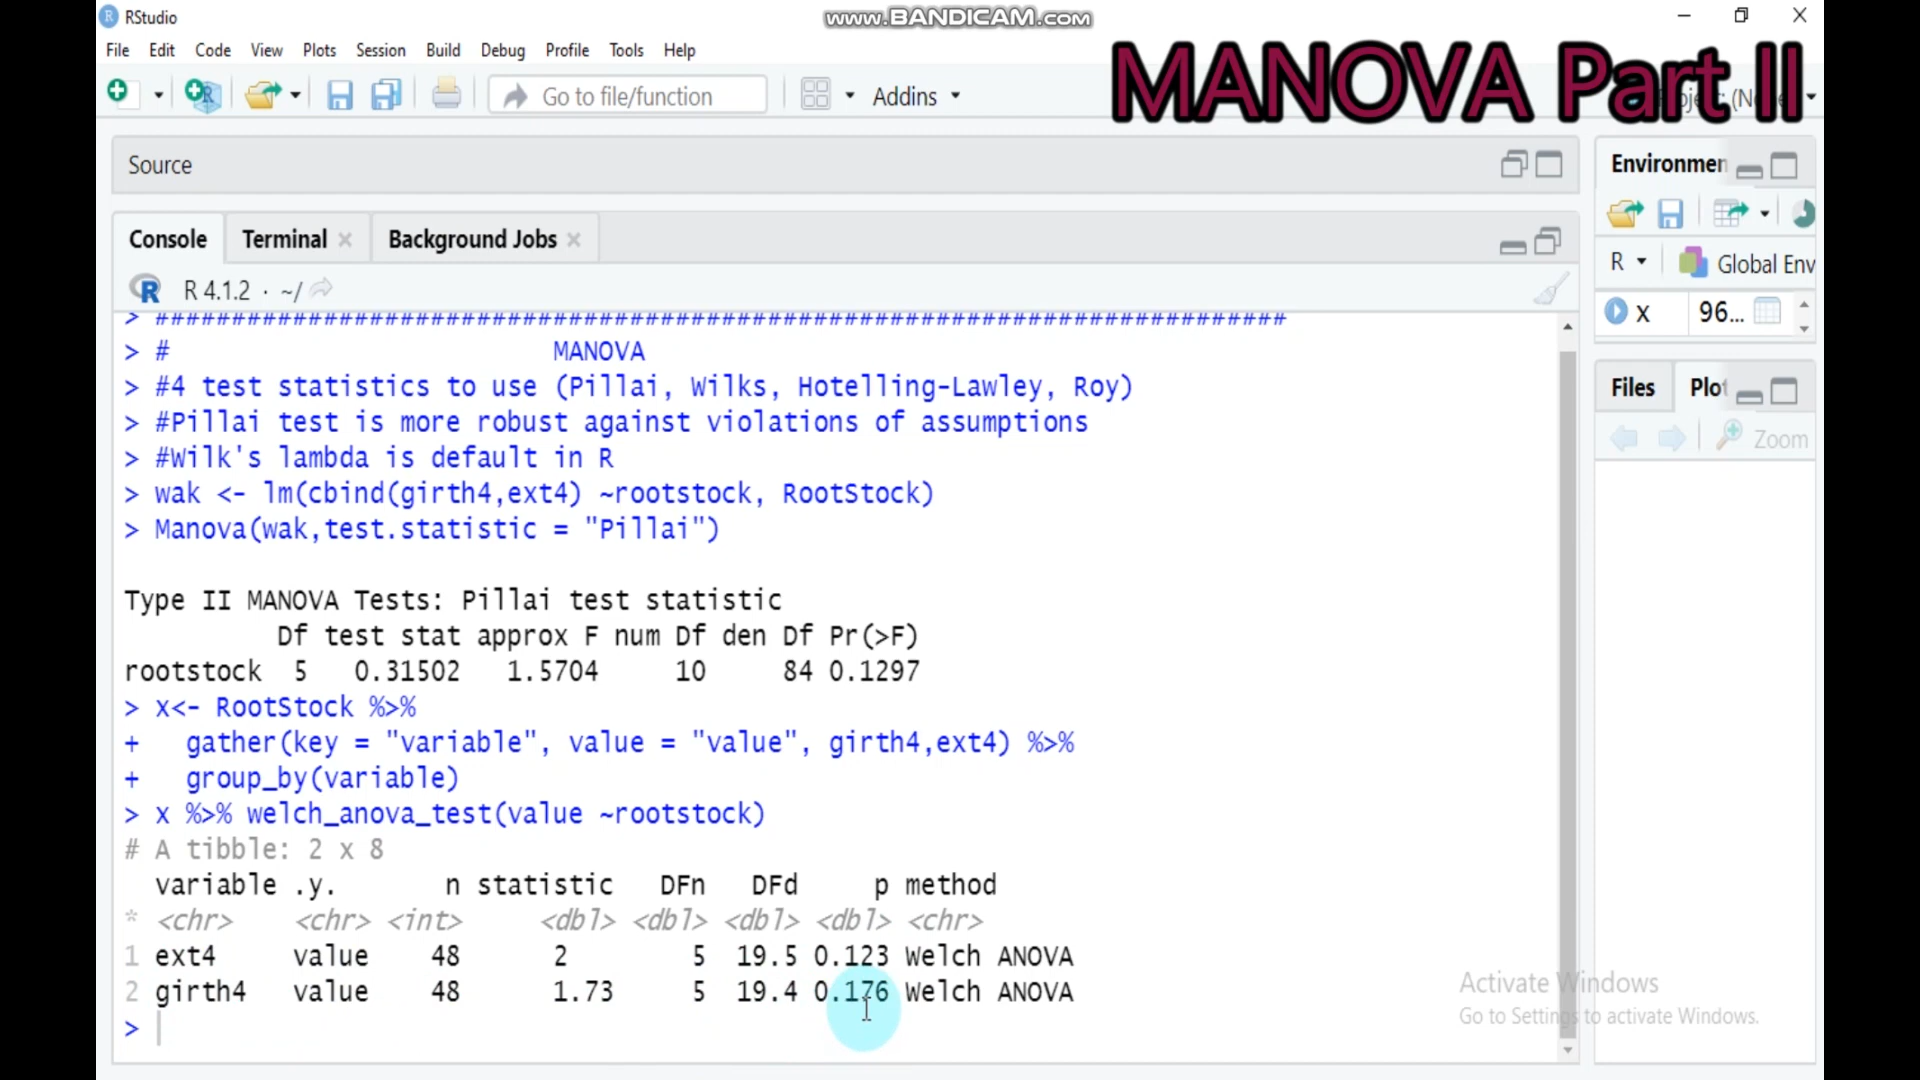 RStudio
www.BANDICAM.com
File Edit Code View Plots Session Build Debug Profile Tools Help
MANOVA Part II
Go to file/function
Addins
Source
Environmen
Console
Terminal
Background Jobs
R 4.1.2 · ~/
R
Global Env
x
96...
Files
Plot
Zoom
> ##########################################################################
> # MANOVA
> #4 test statistics to use (Pillai, Wilks, Hotelling-Lawley, Roy)
> #Pillai test is more robust against violations of assumptions
> #Wilk's lambda is default in R
> wak <- lm(cbind(girth4,ext4) ~rootstock, RootStock)
> Manova(wak,test.statistic = "Pillai")
Type II MANOVA Tests: Pillai test statistic
Df test stat approx F num Df den Df Pr(>F)
rootstock 5 0.31502 1.5704 10 84 0.1297
> x<- RootStock %>%
+ gather(key = "variable", value = "value", girth4,ext4) %>%
+ group_by(variable)
> x %>% welch_anova_test(value ~rootstock)
# A tibble: 2 x 8
variable .y. n statistic DFn DFd p method
* <chr> <chr> <int> <dbl> <dbl> <dbl> <dbl> <chr>
1 ext4 value 48 2 5 19.5 0.123 Welch ANOVA
2 girth4 value 48 1.73 5 19.4 0.176 Welch ANOVA
>
Activate Windows
Go to Settings to activate Windows.